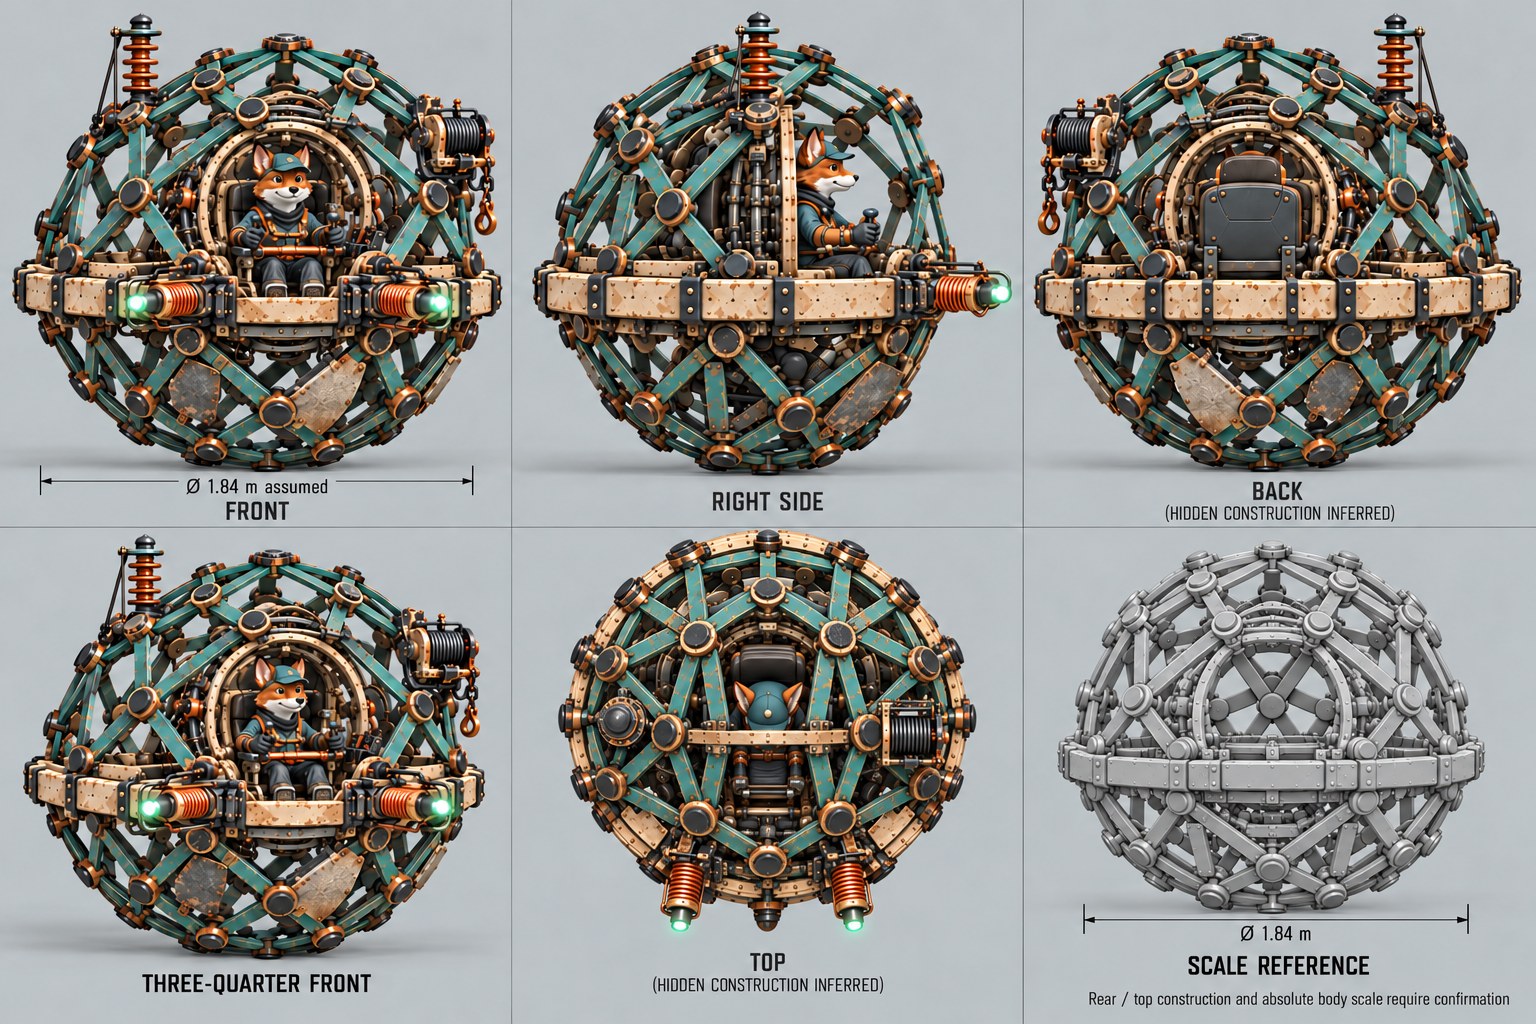 Ø 1.84 m assumed
FRONT
RIGHT SIDE
BACK
(HIDDEN CONSTRUCTION INFERRED)
THREE-QUARTER FRONT
TOP
(HIDDEN CONSTRUCTION INFERRED)
Ø 1.84 m
SCALE REFERENCE
Rear / top construction and absolute body scale require confirmation